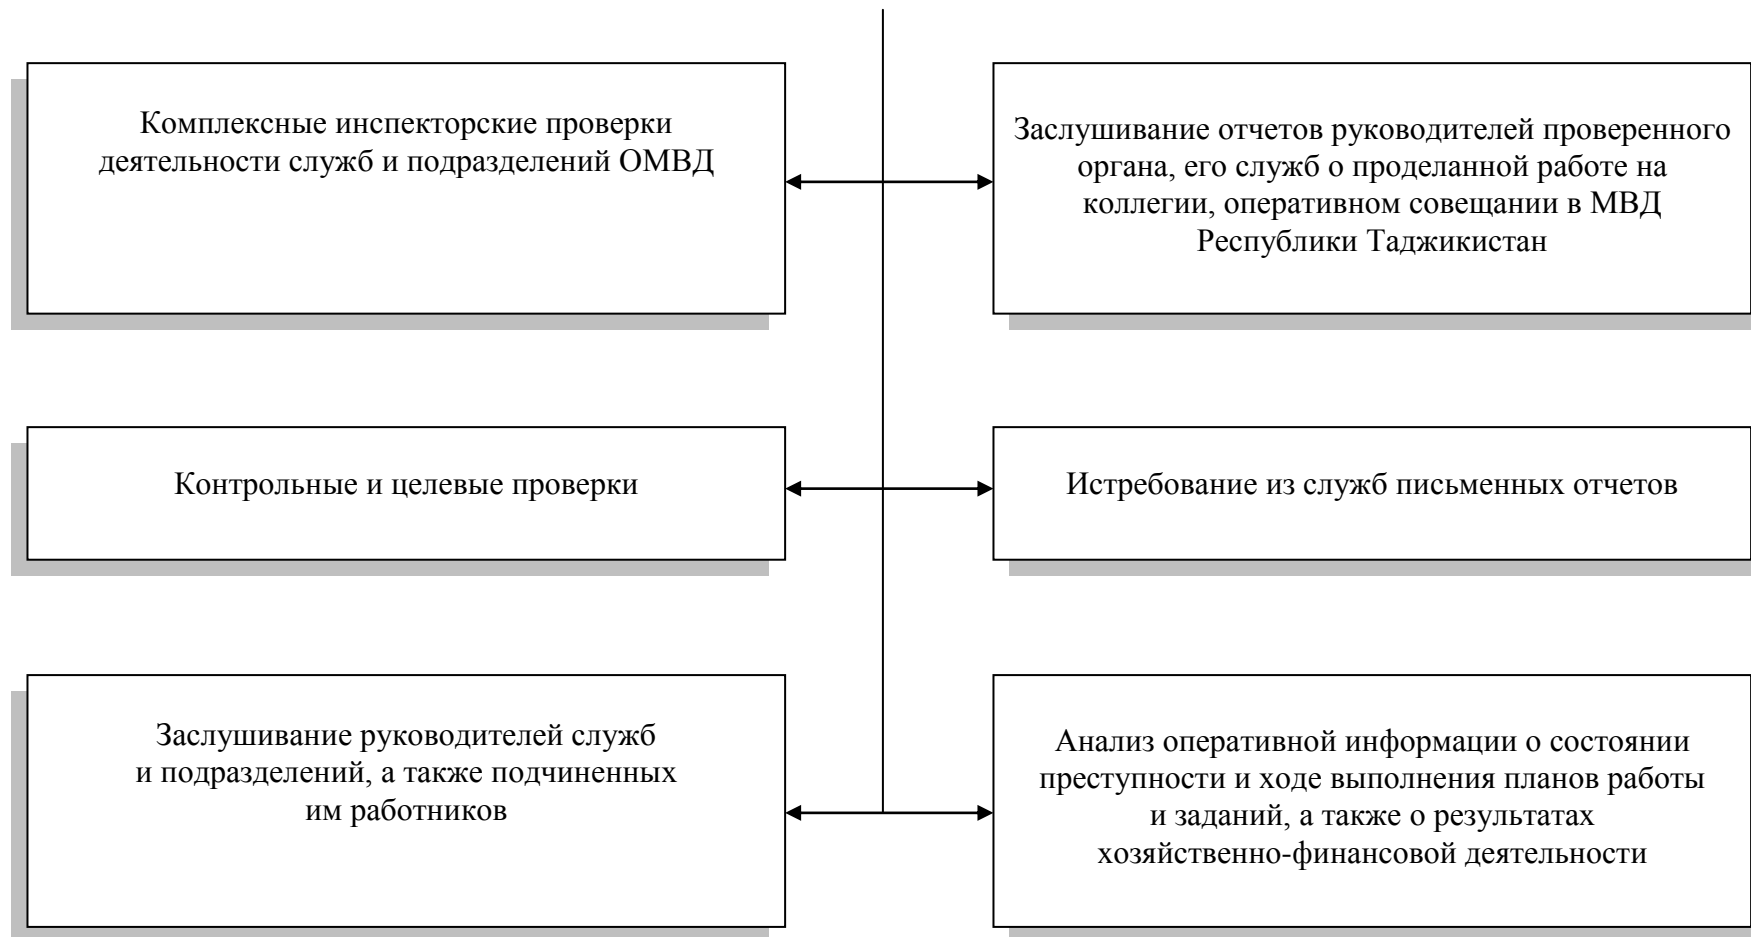 Комплексные инспекторские проверки
деятельности служб и подразделений ОМВД
Заслушивание отчетов руководителей проверенного
органа, его служб о проделанной работе на
коллегии, оперативном совещании в МВД
Республики Таджикистан
Контрольные и целевые проверки
Истребование из служб письменных отчетов
Заслушивание руководителей служб
и подразделений, а также подчиненных
им работников
Анализ оперативной информации о состоянии
преступности и ходе выполнения планов работы
и заданий, а также о результатах
хозяйственно-финансовой деятельности